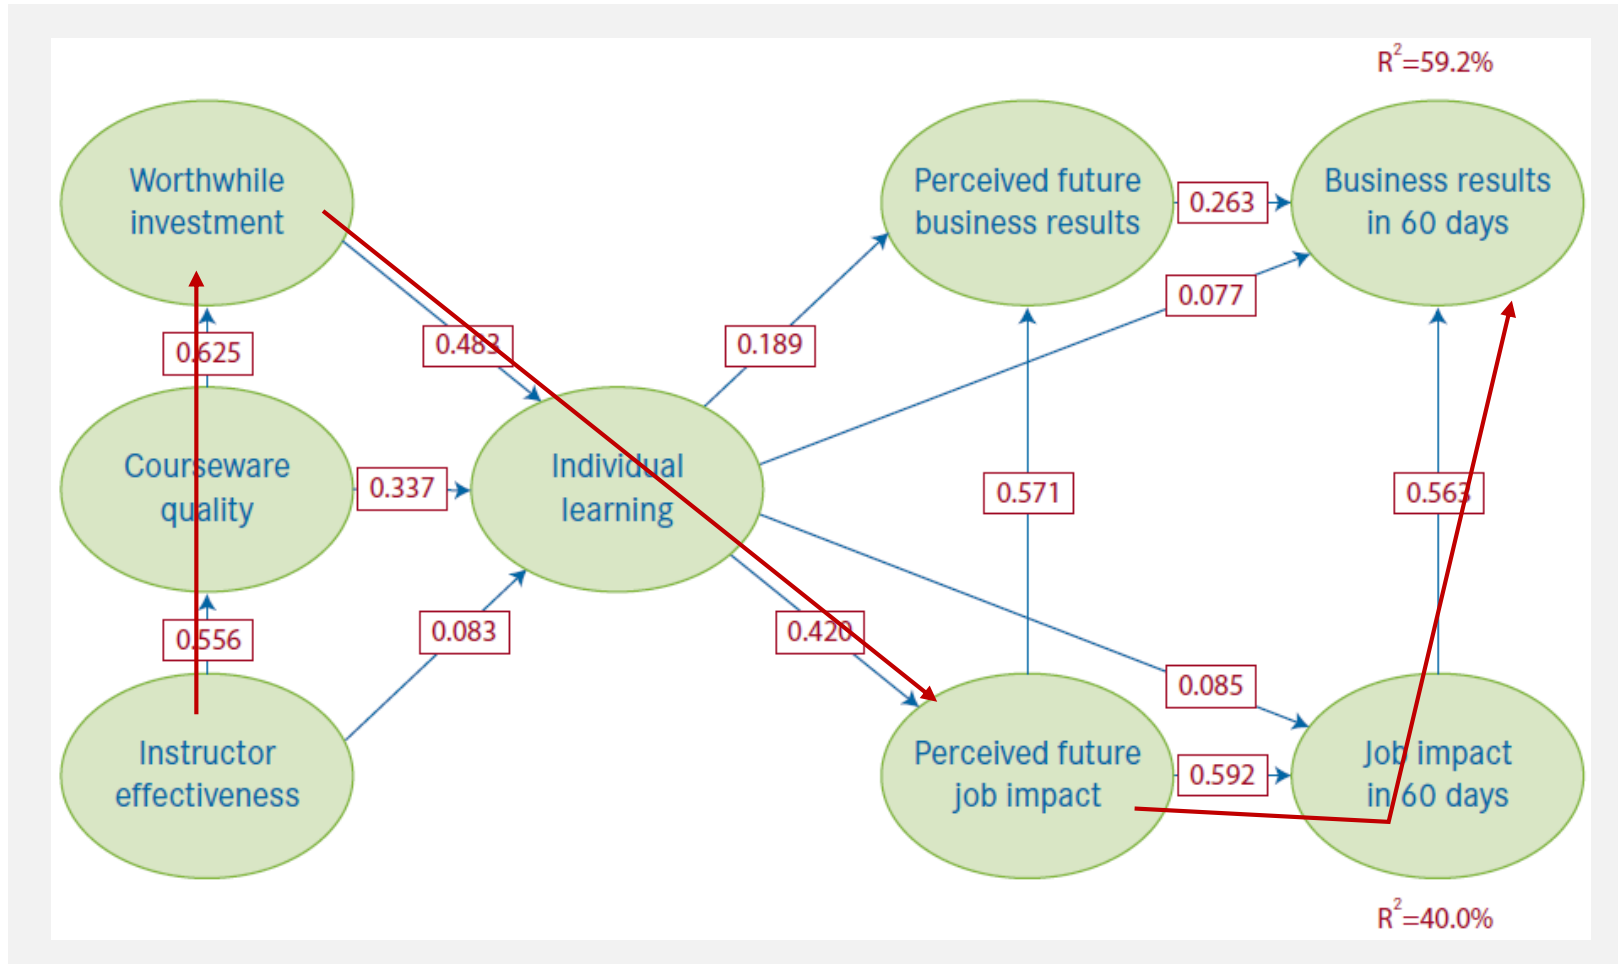 R²=59.2%
Worthwhile
investment
Perceived future
business results
0.263
Business results
in 60 days
0.077
0.625
0.483
0.189
Courseware
quality
0.337
Individual
learning
0.571
0.563
0.556
0.083
0.420
0.085
Instructor
effectiveness
Perceived future
job impact
0.592
Job impact
in 60 days
R²=40.0%